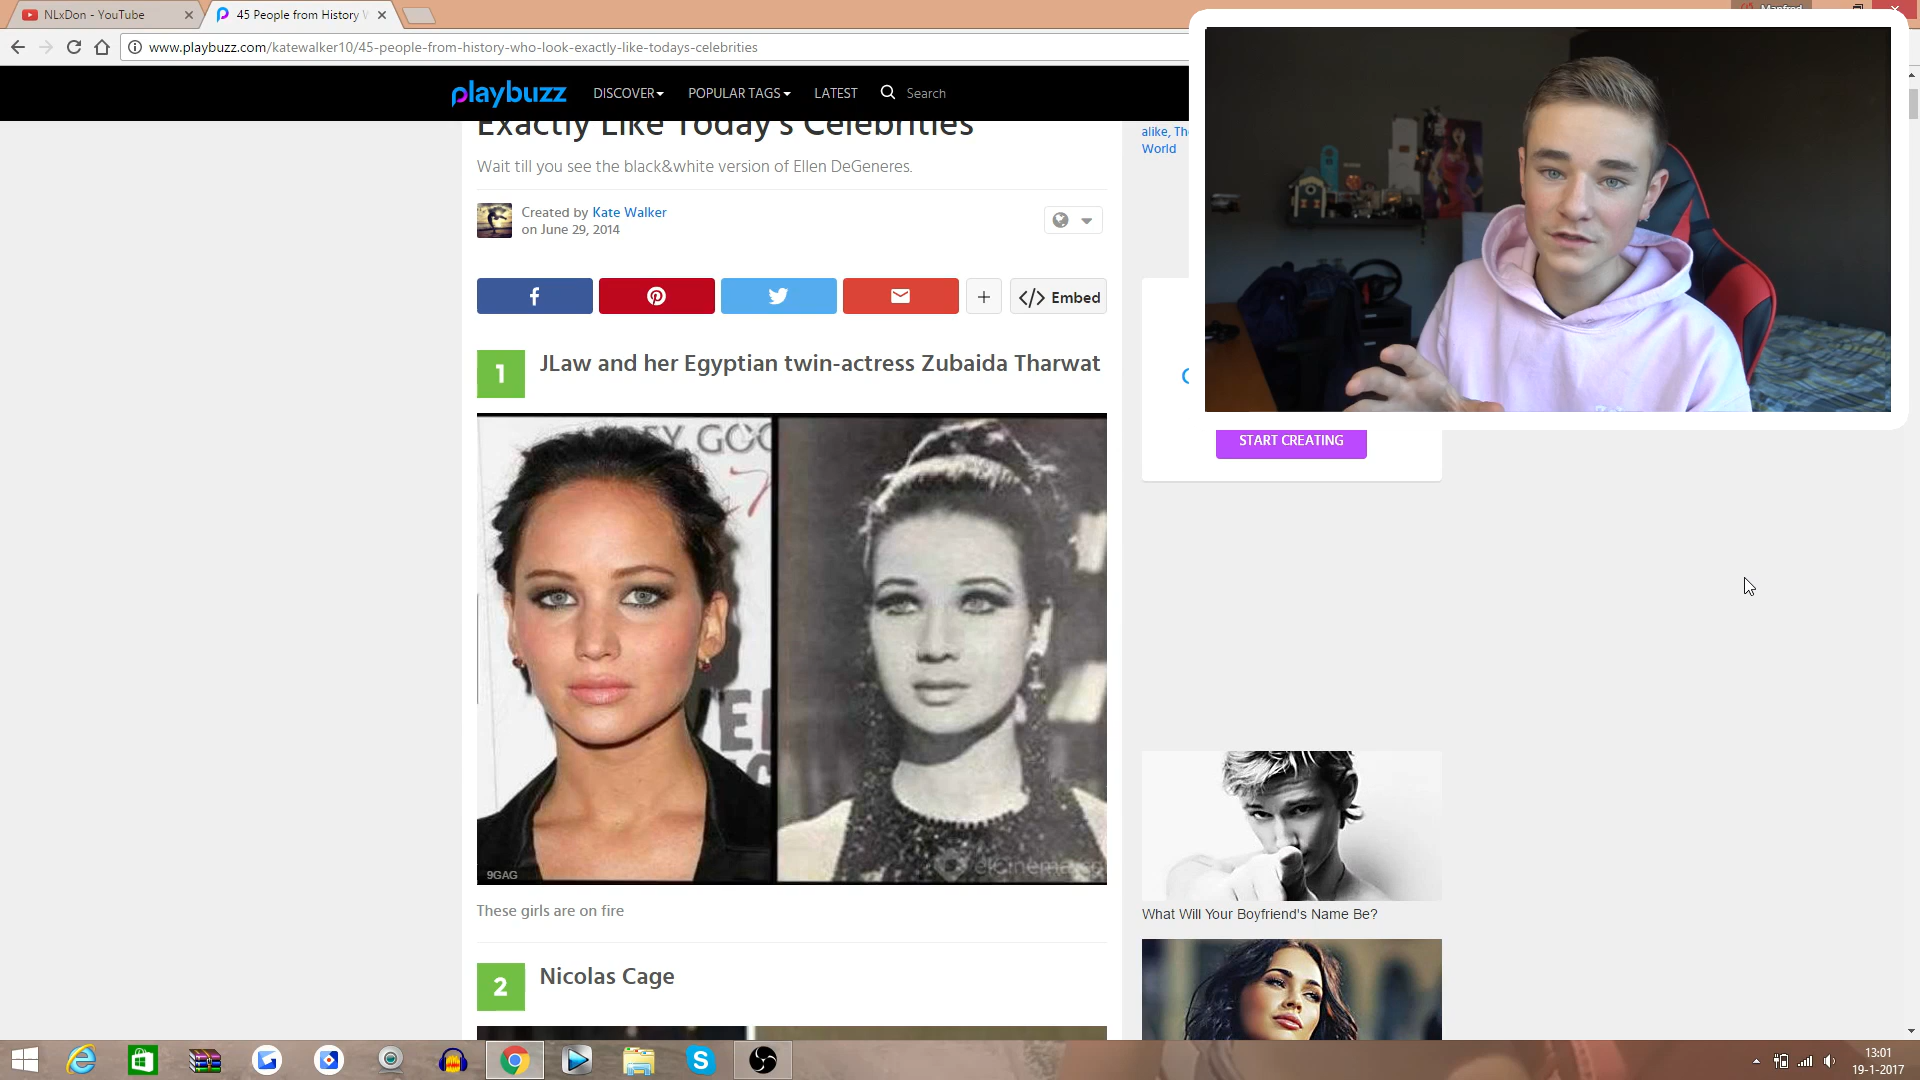 NLxDon - YouTube
45 People from History W
Manfred
www.playbuzz.com/katewalker10/45-people-from-history-who-look-exactly-like-todays-celebrities
playbuzz
DISCOVER
POPULAR TAGS
LATEST
Search
Exactly Like Today's Celebrities
Wait till you see the black&white version of Ellen DeGeneres.
alike, The
World
Created by Kate Walker
on June 29, 2014
+
</> Embed
1
JLaw and her Egyptian twin-actress Zubaida Tharwat
START CREATING
9GAG
elCinema.co
These girls are on fire
What Will Your Boyfriend's Name Be?
2
Nicolas Cage
13:01
19-1-2017